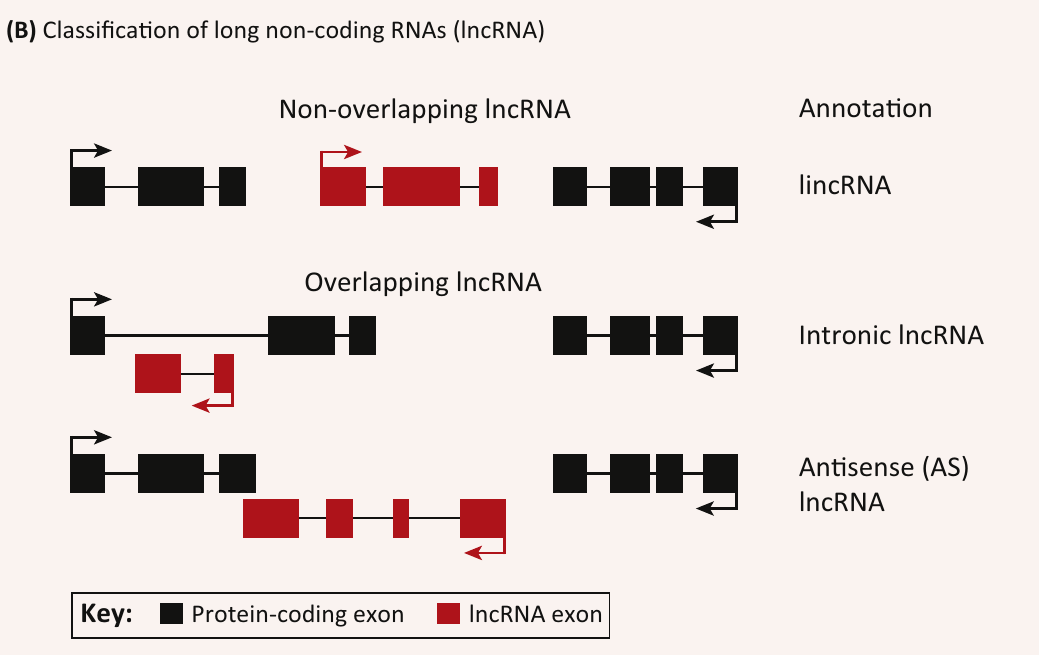 (B) Classification of long non-coding RNAs (lncRNA)
Non-overlapping lncRNA
Annotation
lincRNA
Overlapping lncRNA
Intronic lncRNA
Antisense (AS)
lncRNA
Key: Protein-coding exon lncRNA exon